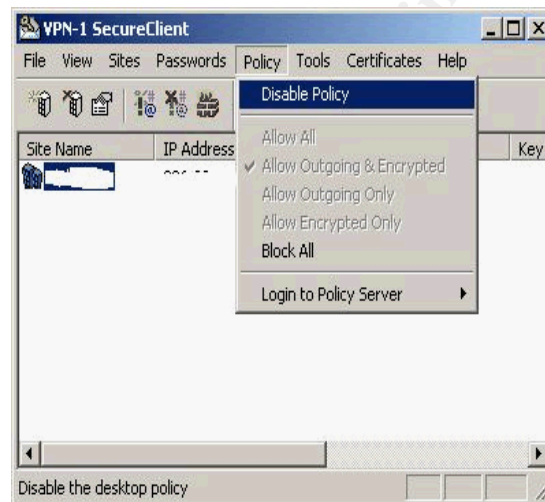 VPN-1 SecureClient
File View Sites Passwords Policy Tools Certificates Help
Disable Policy
Site Name IP Address Key
Allow All
Allow Outgoing & Encrypted
Allow Outgoing Only
Allow Encrypted Only
Block All
Login to Policy Server
Disable the desktop policy